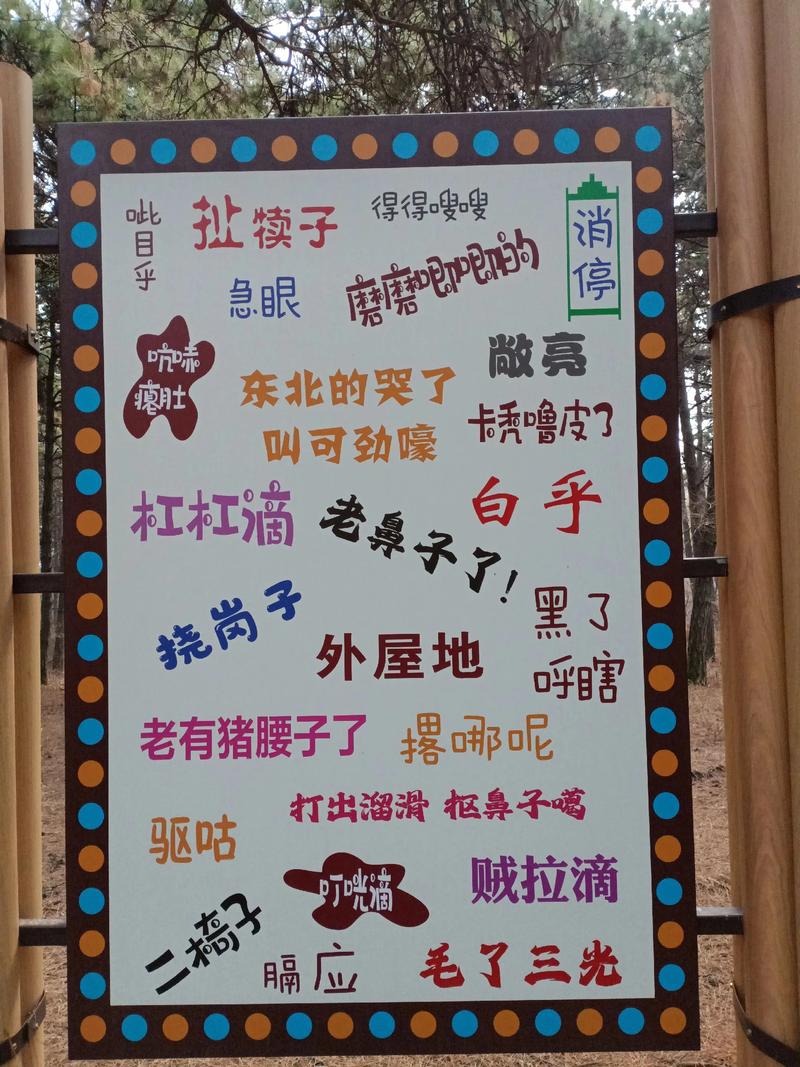 呲目乎
扯犊子
得得嗖嗖
消停
急眼
磨磨唧唧的
吭哧
瘪肚
敞亮
东北的哭了
叫可劲嚎
卡秃噜皮了
杠杠滴
老鼻子了！
白乎
挠岗子
黑了
呼瞎
外屋地
老有猪腰子了
撂哪呢
打出溜滑 抠鼻子噶
驱咕
叮咣滴
贼拉滴
二椅子
膈应
毛了三光